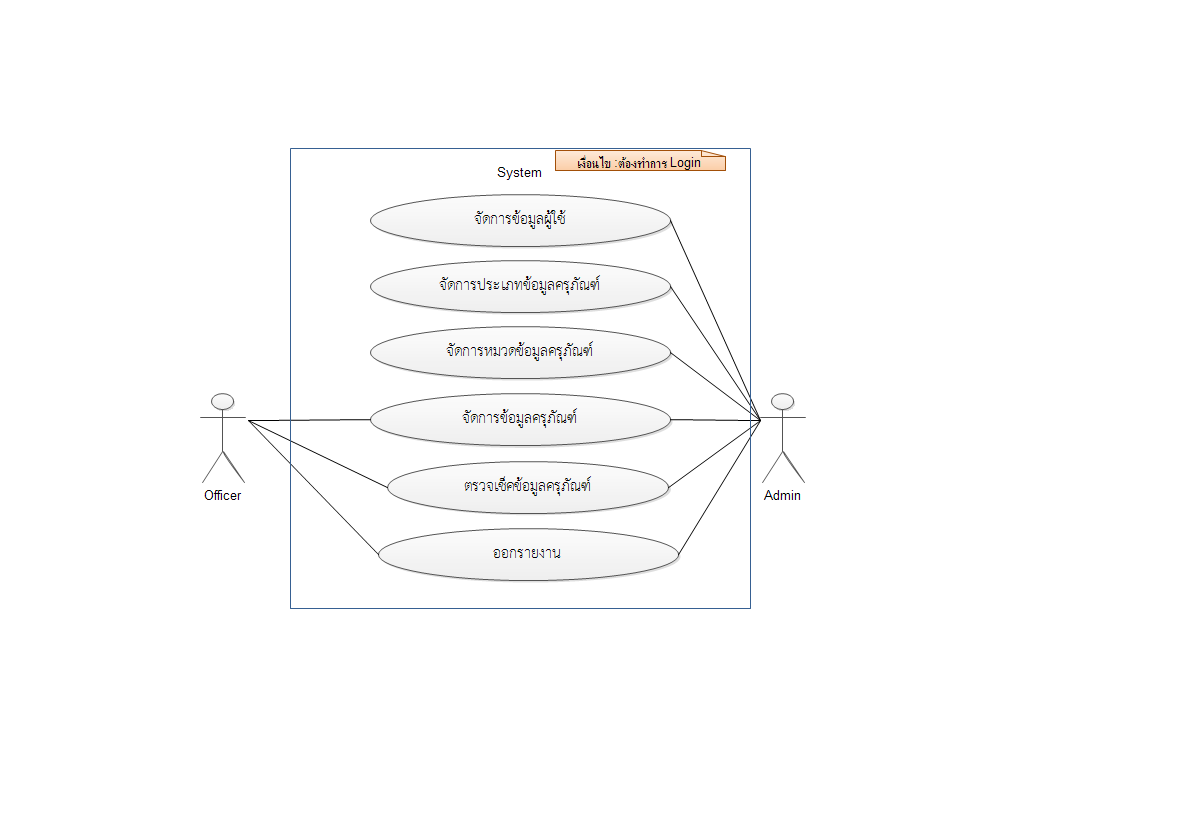 System
เงื่อนไข :ต้องทำการ Login
จัดการข้อมูลผู้ใช้
จัดการประเภทข้อมูลครุภัณฑ์
จัดการหมวดข้อมูลครุภัณฑ์
จัดการข้อมูลครุภัณฑ์
ตรวจเช็คข้อมูลครุภัณฑ์
Officer
Admin
ออกรายงาน